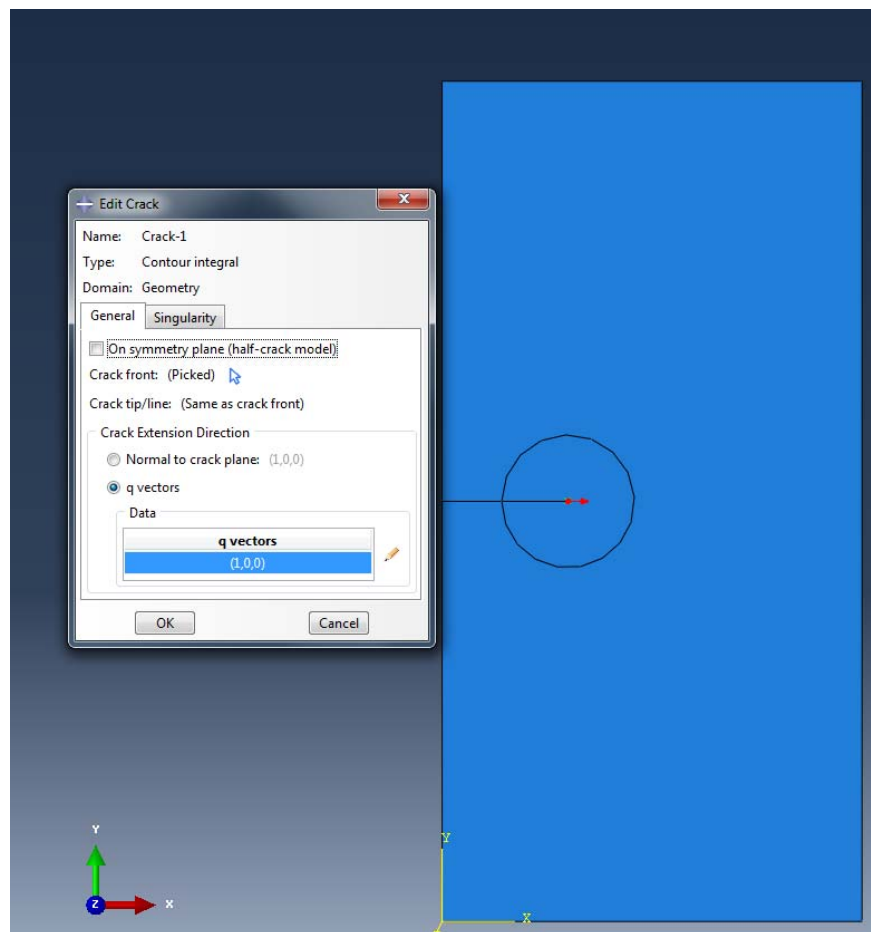 Edit Crack
X
Name: Crack-1
Type: Contour integral
Domain: Geometry
General Singularity
On symmetry plane (half-crack model)
Crack front: (Picked)
Crack tip/line: (Same as crack front)
Crack Extension Direction
Normal to crack plane: (1,0,0)
q vectors
Data
q vectors
(1,0,0)
OK Cancel
Y
Z X
Y
X